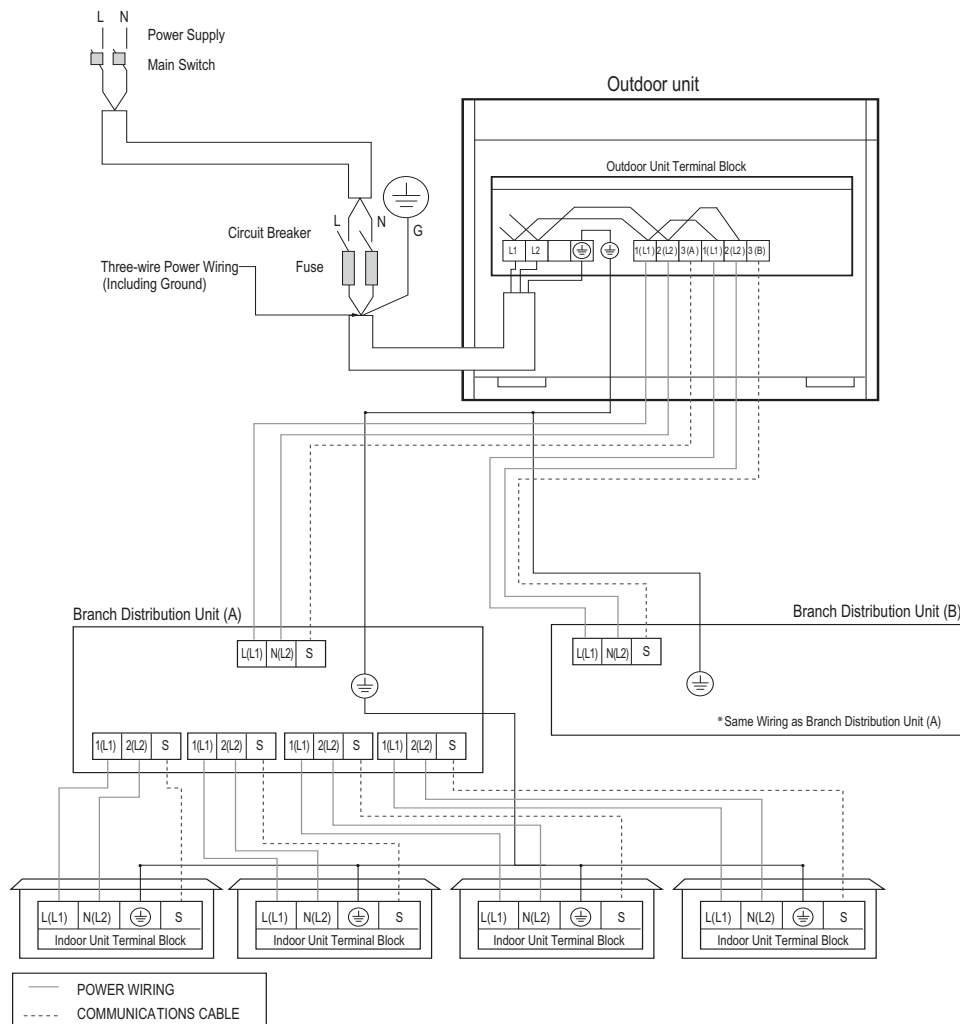 L N
Power Supply
Main Switch
Outdoor unit
Outdoor Unit Terminal Block
L N
G
Circuit Breaker
Fuse
Three-wire Power Wiring
(Including Ground)
L1 L2
1(L1) 2(L2) 3(A) 1(L1) 2(L2) 3(B)
Branch Distribution Unit (A)
L(L1) N(L2) S
1(L1) 2(L2) S 1(L1) 2(L2) S 1(L1) 2(L2) S 1(L1) 2(L2) S
Branch Distribution Unit (B)
L(L1) N(L2) S
*Same Wiring as Branch Distribution Unit (A)
L(L1) N(L2) S
Indoor Unit Terminal Block
L(L1) N(L2) S
Indoor Unit Terminal Block
L(L1) N(L2) S
Indoor Unit Terminal Block
L(L1) N(L2) S
Indoor Unit Terminal Block
POWER WIRING
COMMUNICATIONS CABLE